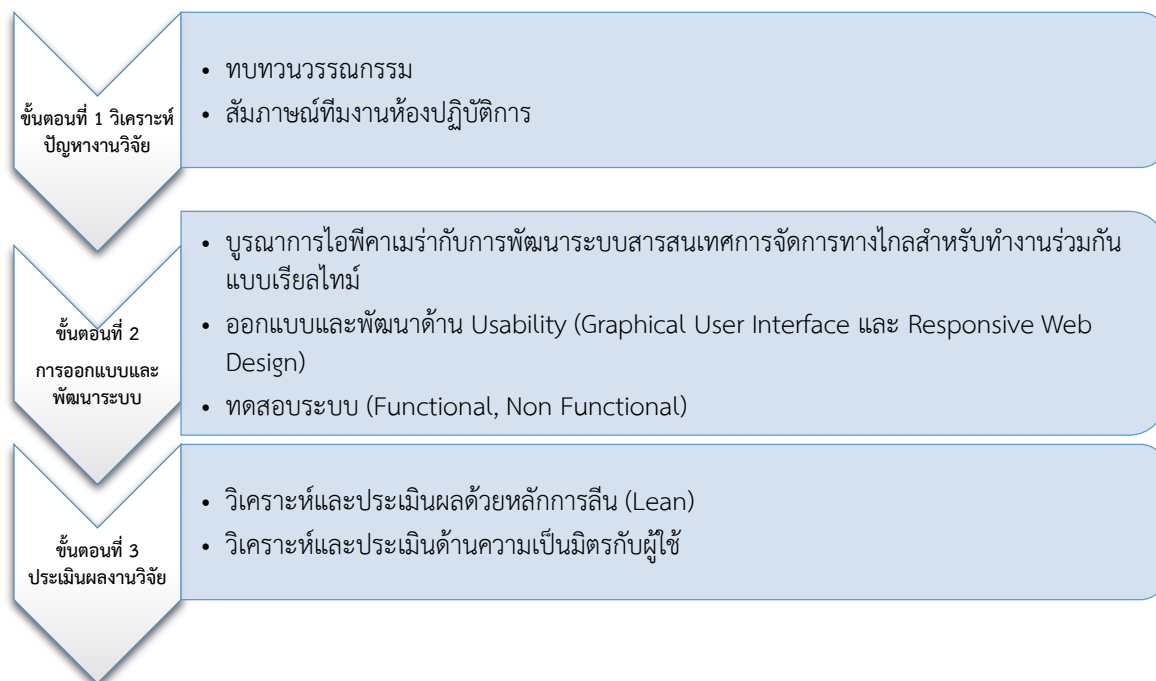 ขั้นตอนที่ 1 วิเคราะห์
ปัญหางานวิจัย
• ทบทวนวรรณกรรม
• สัมภาษณ์ทีมงานห้องปฏิบัติการ
ขั้นตอนที่ 2
การออกแบบและ
พัฒนาระบบ
• บูรณาการไอพีคาเมร่ากับการพัฒนาระบบสารสนเทศการจัดการทางไกลสำหรับทำงานร่วมกัน
แบบเรียลไทม์
• ออกแบบและพัฒนาด้าน Usability (Graphical User Interface และ Responsive Web
Design)
• ทดสอบระบบ (Functional, Non Functional)
ขั้นตอนที่ 3
ประเมินผลงานวิจัย
• วิเคราะห์และประเมินผลด้วยหลักการลีน (Lean)
• วิเคราะห์และประเมินด้านความเป็นมิตรกับผู้ใช้